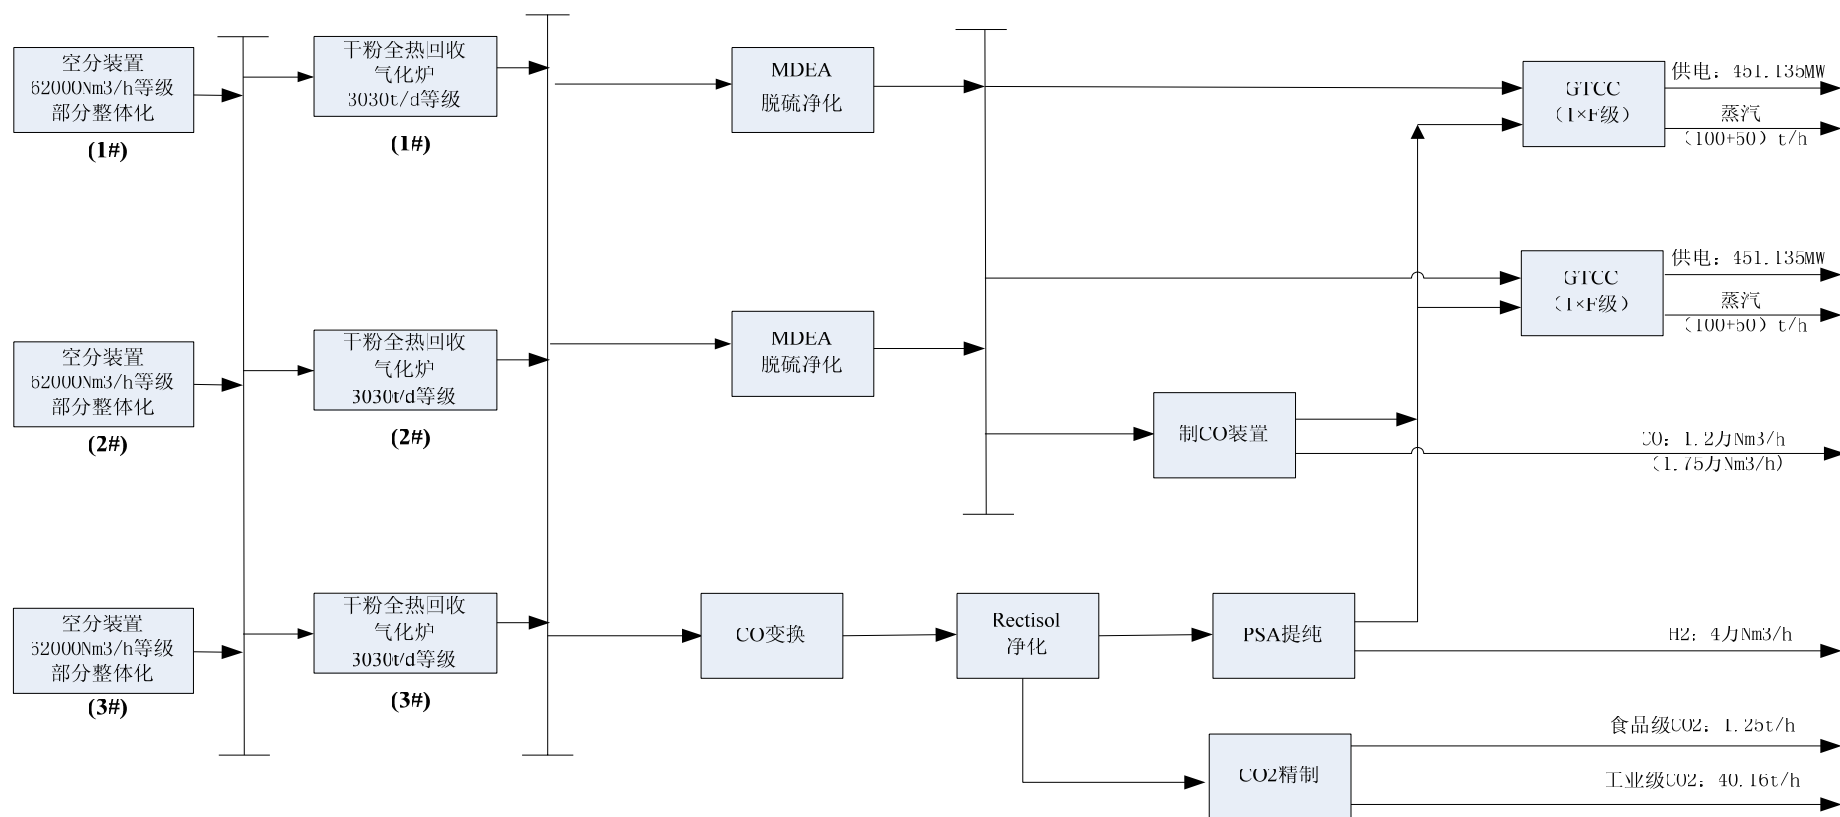 空分装置
62000Nm3/h等级
部分整体化
(1#)
干粉全热回收
气化炉
3030t/d等级
(1#)
MDEA
脱硫净化
GTCC
（1×F级）
供电：451.135MW
蒸汽
（100+50）t/h
空分装置
62000Nm3/h等级
部分整体化
(2#)
干粉全热回收
气化炉
3030t/d等级
(2#)
MDEA
脱硫净化
GTCC
（1×F级）
供电：451.135MW
蒸汽
（100+50）t/h
制CO装置
CO：1.2万Nm3/h
（1.75万Nm3/h）
空分装置
62000Nm3/h等级
部分整体化
(3#)
干粉全热回收
气化炉
3030t/d等级
(3#)
CO变换
Rectisol
净化
PSA提纯
H2：4万Nm3/h
CO2精制
食品级CO2：1.25t/h
工业级CO2：40.16t/h